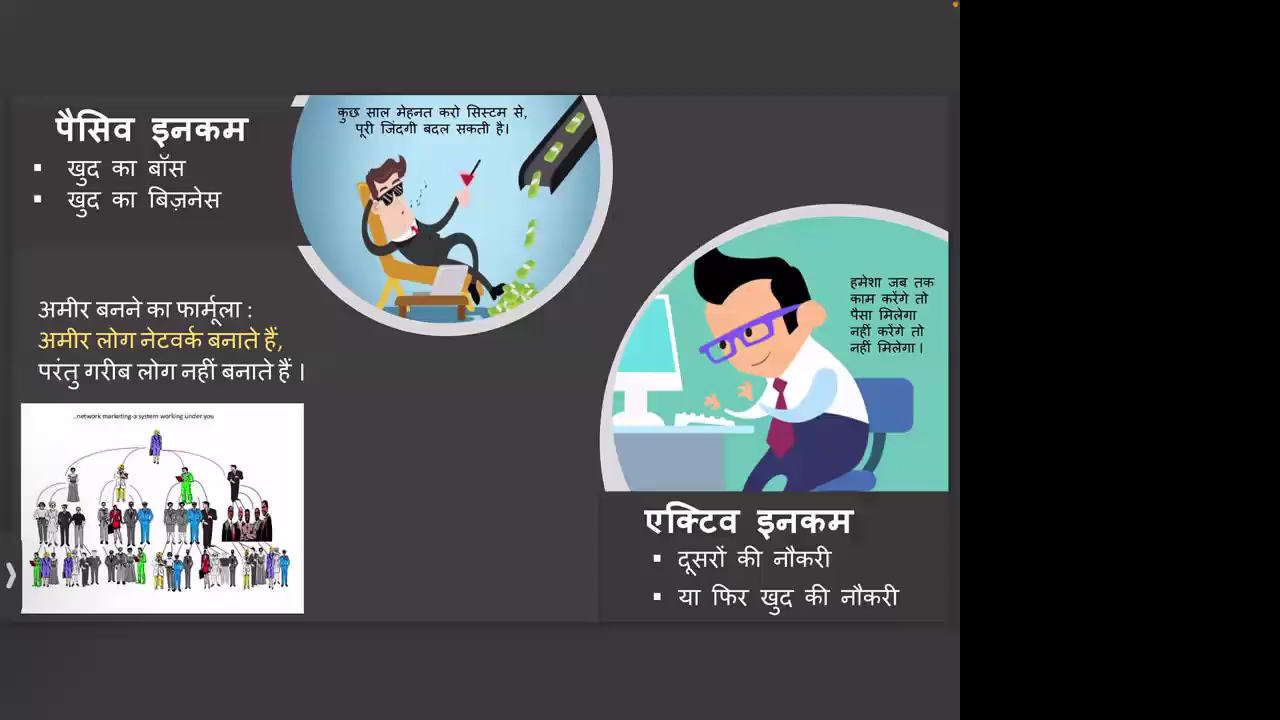 पैसिव इनकम
▪ खुद का बॉस
▪ खुद का बिज़नेस
कुछ साल मेहनत करो सिस्टम से,
पूरी जिंदगी बदल सकती है।
अमीर बनने का फार्मूला :
अमीर लोग नेटवर्क बनाते हैं,
परंतु गरीब लोग नहीं बनाते हैं ।
..network marketing-a system working under you
हमेशा जब तक
काम करेंगे तो
पैसा मिलेगा
नहीं करेंगे तो
नहीं मिलेगा ।
एक्टिव इनकम
▪ दूसरों की नौकरी
▪ या फिर खुद की नौकरी